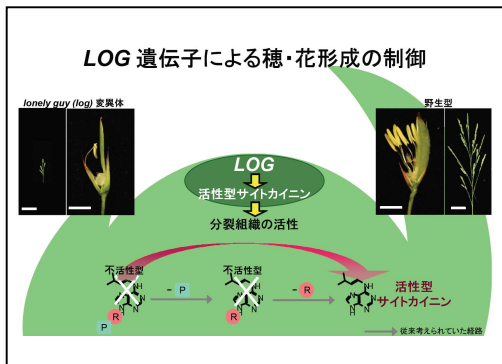 LOG 遺伝子による穂・花形成の制御
lonely guy (log) 変異体
野生型
LOG
活性型サイトカイニン
分裂組織の活性
不活性型
不活性型
- P
- R
活性型
サイトカイニン
NH
N
N
N
N
R
P
NH
N
N
N
N
R
NH
N
N
N
N
H
従来考えられていた経路